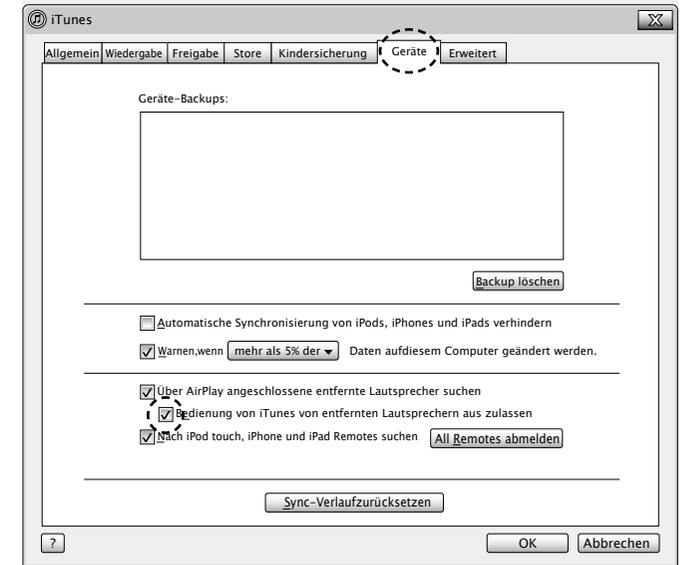 iTunes
Allgemein Wiedergabe Freigabe Store Kindersicherung Geräte Erweitert
Geräte-Backups:
Backup löschen
Automatische Synchronisierung von iPods, iPhones und iPads verhindern
Warnen,wenn mehr als 5% der Daten aufdiesem Computer geändert werden.
Über AirPlay angeschlossene entfernte Lautsprecher suchen
Bedienung von iTunes von entfernten Lautsprechern aus zulassen
Nach iPod touch, iPhone und iPad Remotes suchen All Remotes abmelden
Sync-Verlaufzurücksetzen
? OK Abbrechen